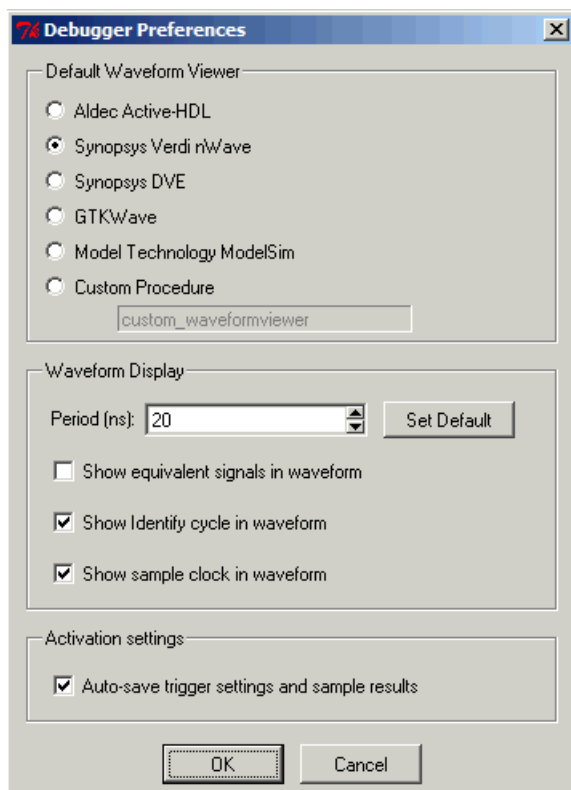 Debugger Preferences
Default Waveform Viewer
Aldec Active-HDL
Synopsys Verdi nWave
Synopsys DVE
GTKWave
Model Technology ModelSim
Custom Procedure
custom_waveformviewer
Waveform Display
Period (ns): 20 Set Default
Show equivalent signals in waveform
Show Identify cycle in waveform
Show sample clock in waveform
Activation settings
Auto-save trigger settings and sample results
OK Cancel